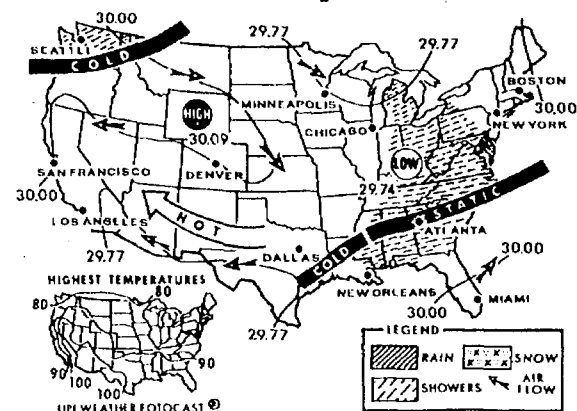 30.00
SEATTLE
COLD
29.77
29.77
BOSTON
30.00
MINNEAPOLIS
NEW YORK
HIGH
CHICAGO
30.09
LOW
SAN FRANCISCO
DENVER
30.00
29.74
HOT
STATIC
LOS ANGELES
ATLANTA
29.77
DALLAS
COLD
30.00
HIGHEST TEMPERATURES
NEW ORLEANS
80
80
30.00
MIAMI
29.77
LEGEND
RAIN
SNOW
90
90
100
100
SHOWERS
AIR FLOW
UPI WEATHER FOTOCAST